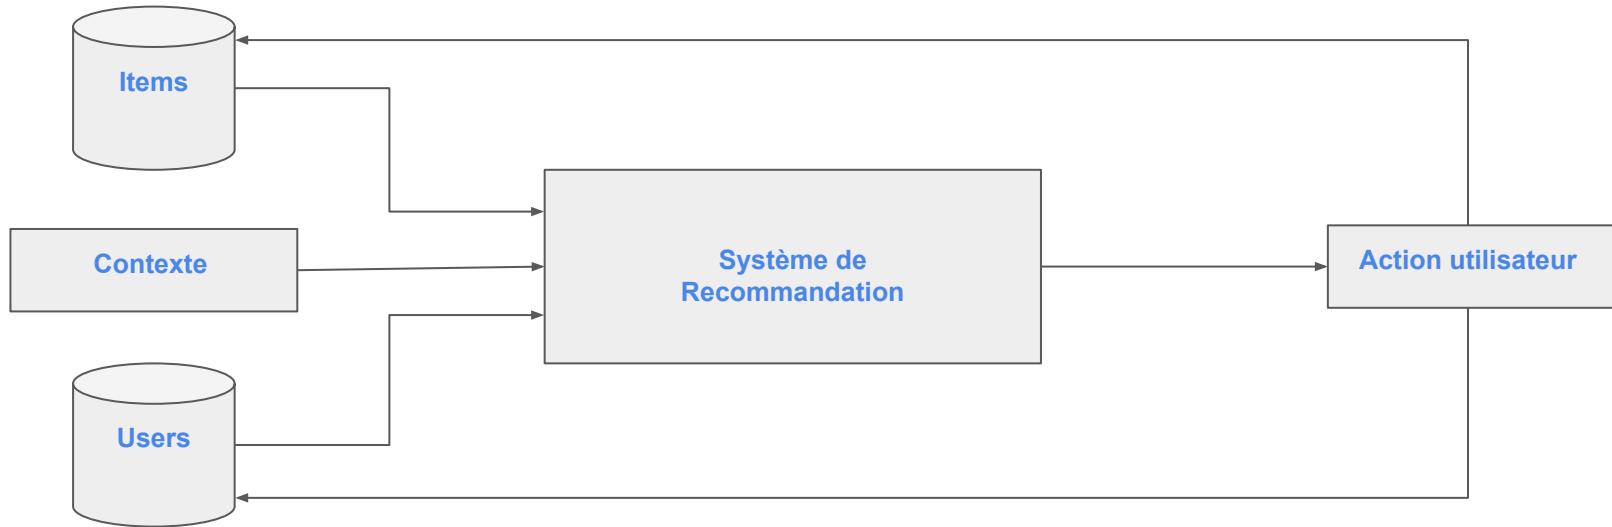 Items
Contexte
Système de
Recommandation
Action utilisateur
Users